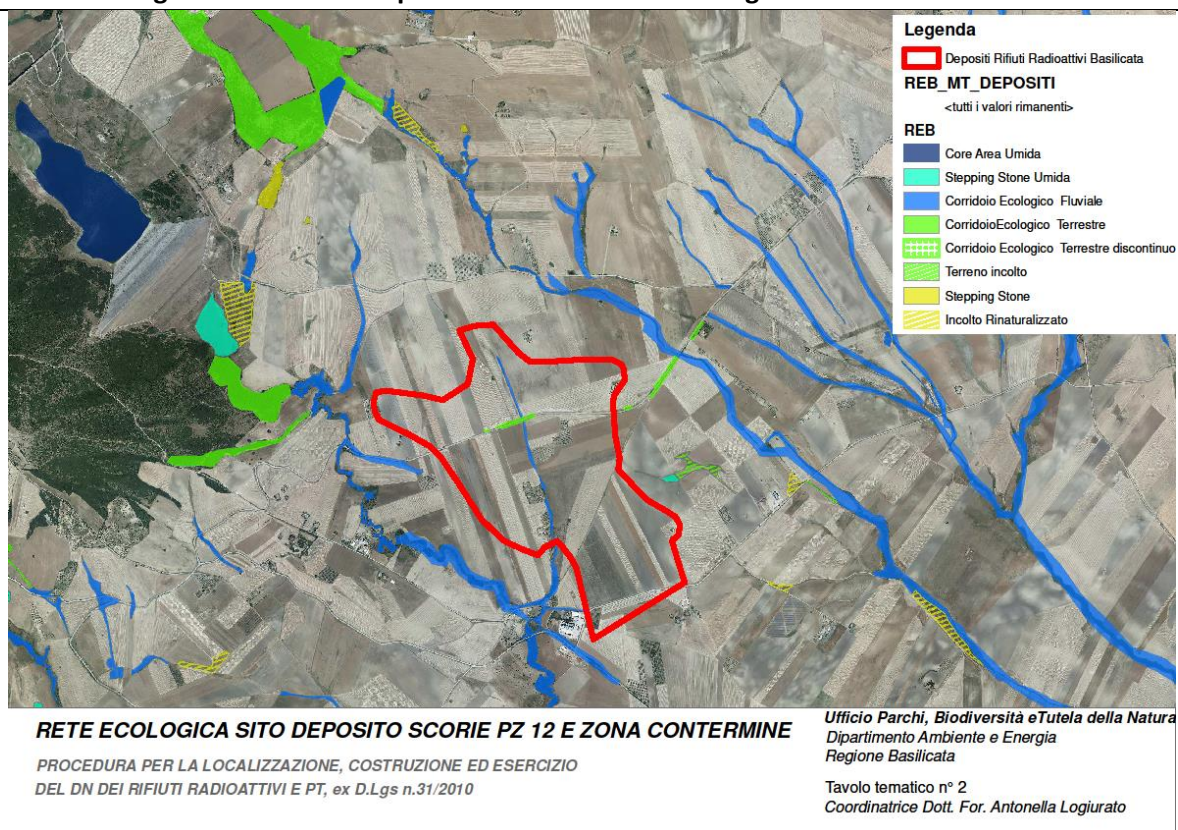 Legenda
Depositi Rifiuti Radioattivi Basilicata
REB_MT_DEPOSITI
<tutti i valori rimanenti>
REB
Core Area Umida
Stepping Stone Umida
Corridoio Ecologico Fluviale
CorridoioEcologico Terrestre
Corridoio Ecologico Terrestre discontinuo
Terreno incolto
Stepping Stone
Incolto Rinaturalizzato
RETE ECOLOGICA SITO DEPOSITO SCORIE PZ 12 E ZONA CONTERMINE
PROCEDURA PER LA LOCALIZZAZIONE, COSTRUZIONE ED ESERCIZIO
DEL DN DEI RIFIUTI RADIOATTIVI E PT, ex D.Lgs n.31/2010
Ufficio Parchi, Biodiversità eTutela della Natura
Dipartimento Ambiente e Energia
Regione Basilicata
Tavolo tematico n° 2
Coordinatrice Dott. For. Antonella Logiurato